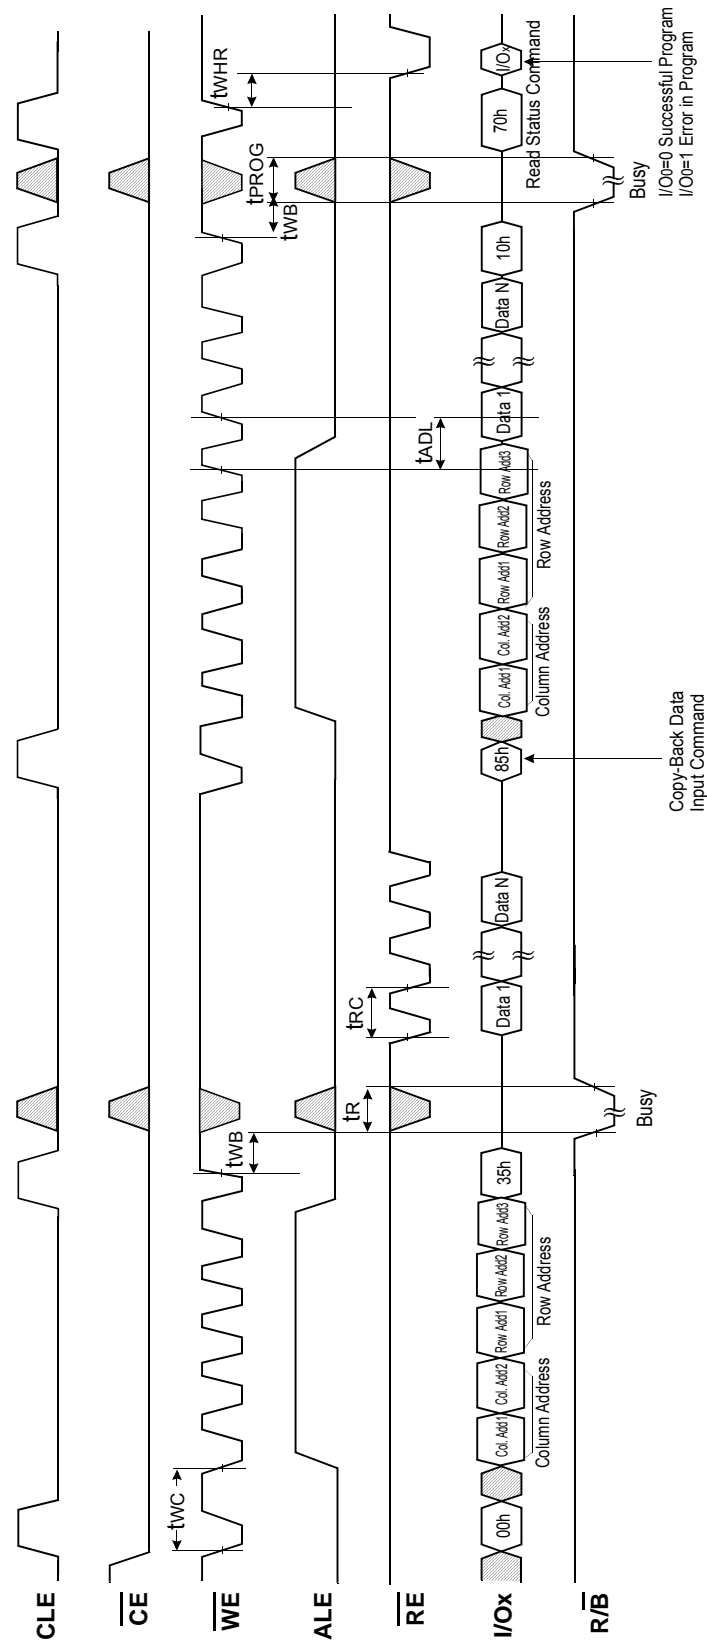 CLE
CE
WE
tWC
tWB
tWB
tPROG
tWHR
ALE
tADL
RE
tR
tRC
I/Ox
00h
Col. Add1
Col. Add2
Row Add1
Row Add2
Row Add3
35h
Data 1
Data N
85h
Col. Add1
Col. Add2
Row Add1
Row Add2
Row Add3
Data 1
Data N
10h
70h
I/Ox
Column Address
Row Address
Column Address
Row Address
Read Status Command
R/B
Busy
Busy
Copy-Back Data
Input Command
I/O0=0 Successful Program
I/O0=1 Error in Program